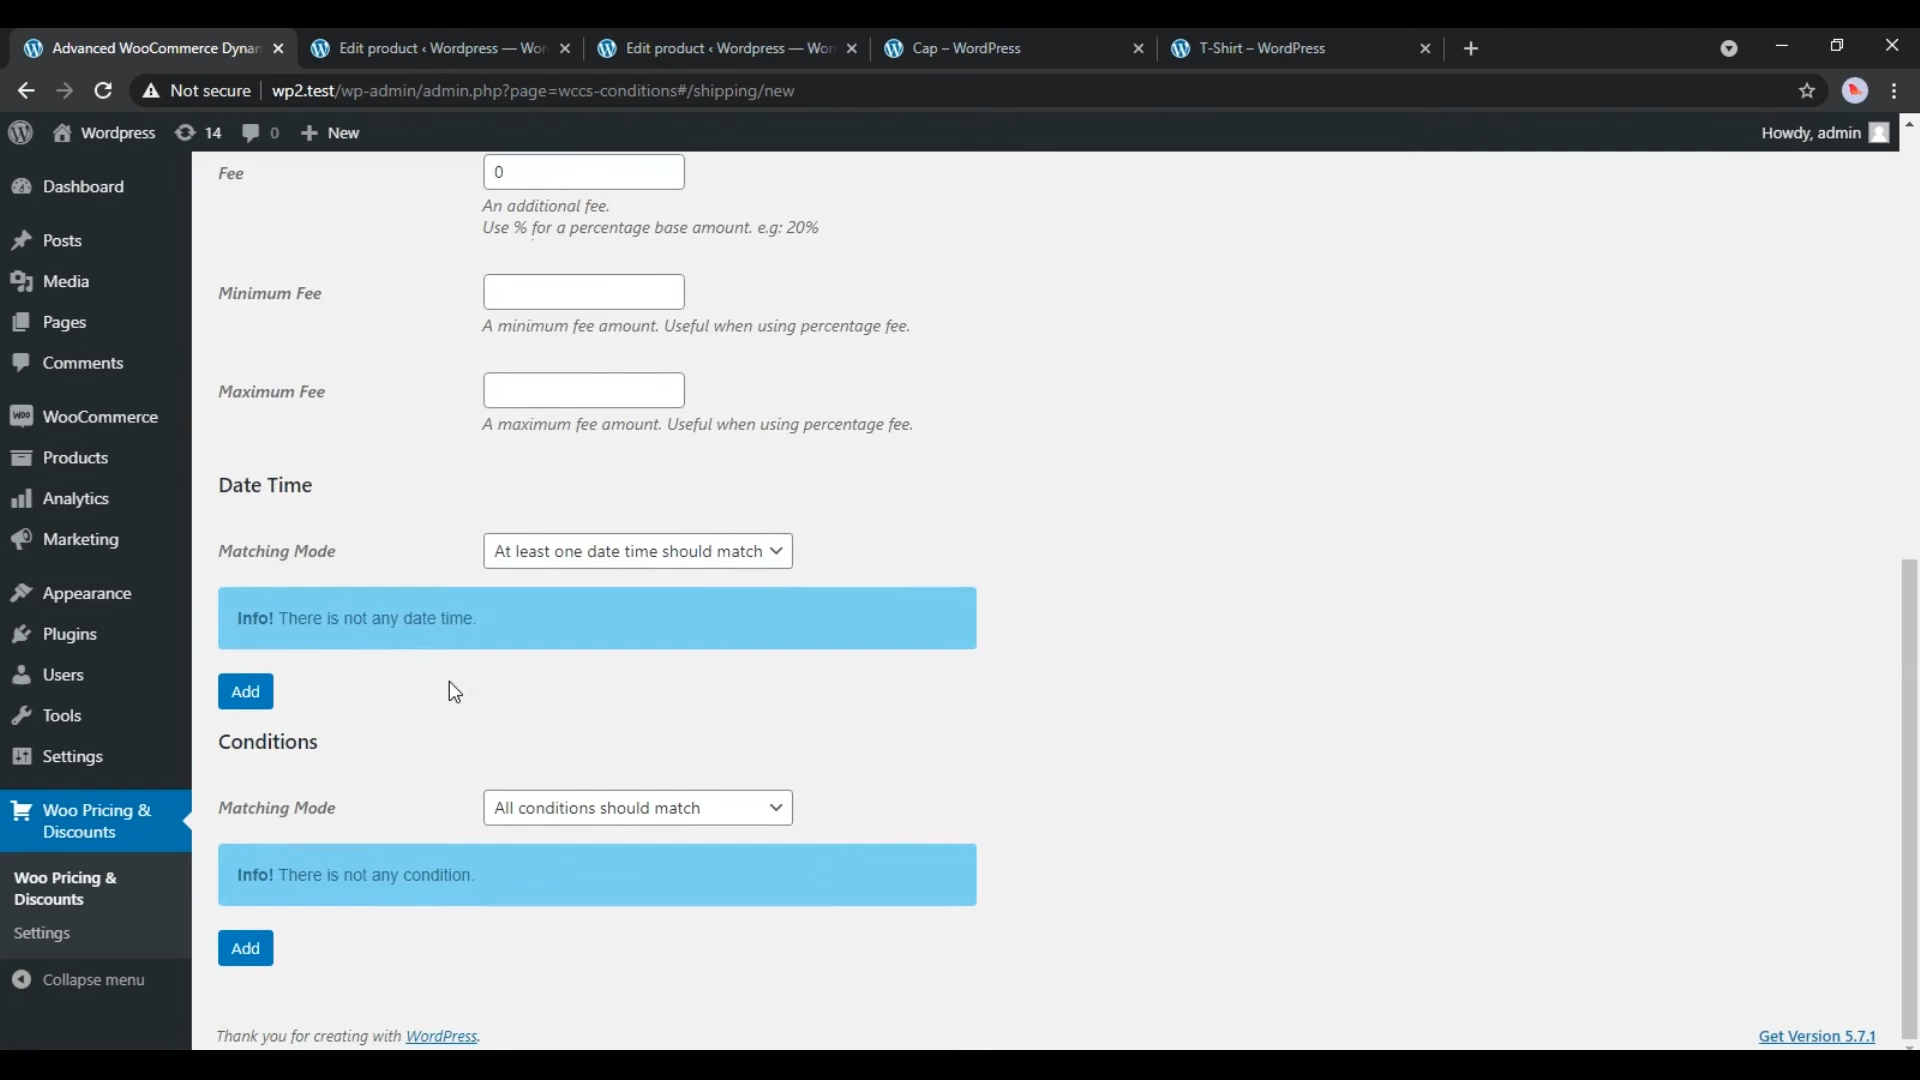 Advanced WooCommerce Dynam
Edit product ‹ Wordpress — Wor
Edit product ‹ Wordpress — Wor
Cap – WordPress
T-Shirt – WordPress
Not secure
wp2.test/wp-admin/admin.php?page=wccs-conditions#/shipping/new
Wordpress
14
0
New
Howdy, admin
Dashboard
Posts
Media
Pages
Comments
WooCommerce
Products
Analytics
Marketing
Appearance
Plugins
Users
Tools
Settings
Woo Pricing &
Discounts
Woo Pricing &
Discounts
Settings
Collapse menu
Fee
0
An additional fee.
Use % for a percentage base amount. e.g: 20%
Minimum Fee
A minimum fee amount. Useful when using percentage fee.
Maximum Fee
A maximum fee amount. Useful when using percentage fee.
Date Time
Matching Mode
At least one date time should match
Info! There is not any date time.
Add
Conditions
Matching Mode
All conditions should match
Info! There is not any condition.
Add
Thank you for creating with WordPress.
Get Version 5.7.1